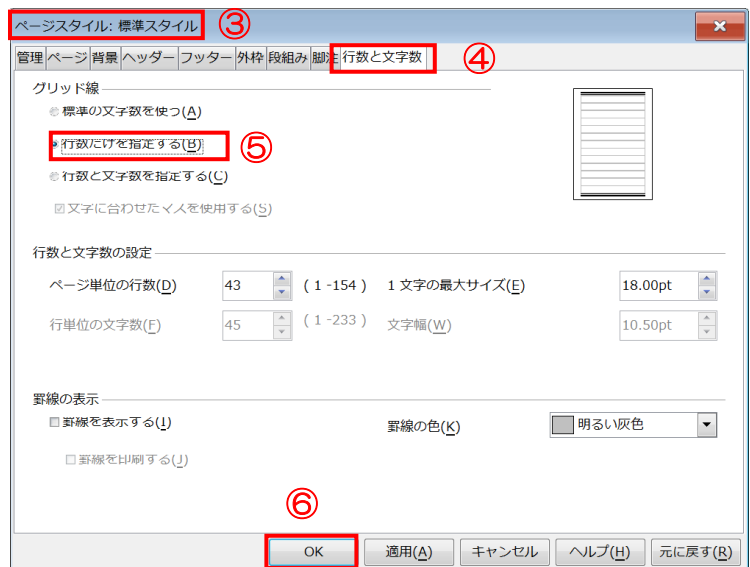 ページスタイル: 標準スタイル ③
管理 ページ 背景 ヘッダー フッター 外枠 段組み 脚注 行数と文字数 ④
グリッド線
標準の文字数を使う(A)
行数だけを指定する(B) ⑤
行数と文字数を指定する(C)
文字に合わせたマスを使用する(S)
行数と文字数の設定
ページ単位の行数(D) 43 ( 1 -154 ) 1 文字の最大サイズ(E) 18.00pt
行単位の文字数(F) 45 ( 1 -233 ) 文字幅(W) 10.50pt
罫線の表示
罫線を表示する(I) 罫線の色(K) 明るい灰色
罫線を印刷する(J)
⑥
OK 適用(A) キャンセル ヘルプ(H) 元に戻す(R)